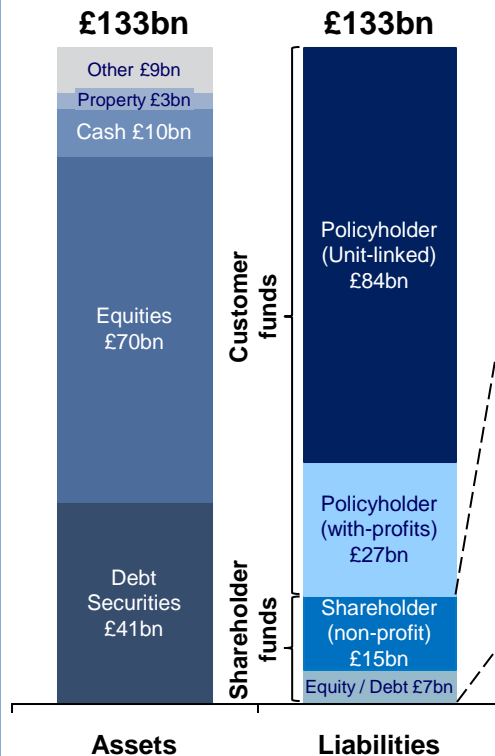 £133bn
Other £9bn
Property £3bn
Cash £10bn
Equities
£70bn
Debt
Securities
£41bn
Assets
£133bn
Customer
funds
Shareholder
funds
Policyholder
(Unit-linked)
£84bn
Policyholder
(with-profits)
£27bn
Shareholder
(non-profit)
£15bn
Equity / Debt £7bn
Liabilities